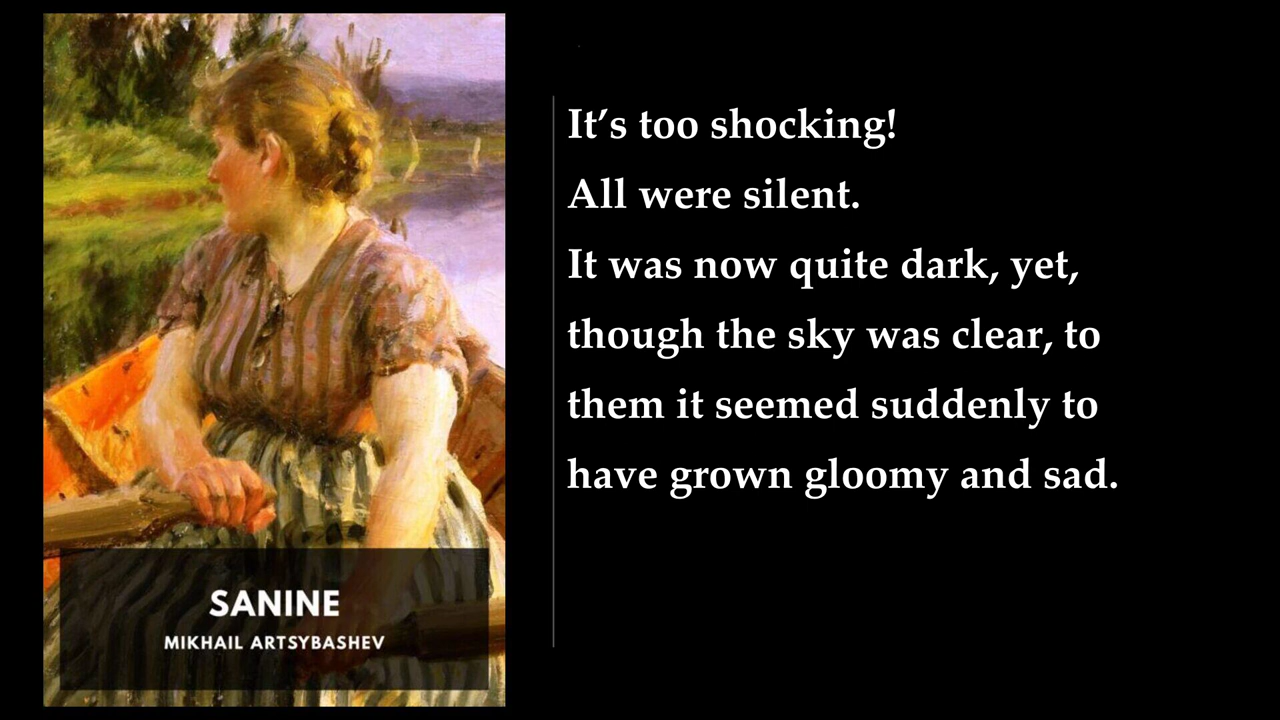 It’s too shocking!
All were silent.
It was now quite dark, yet,
though the sky was clear, to
them it seemed suddenly to
have grown gloomy and sad.
SANINE
MIKHAIL ARTSYBASHEV